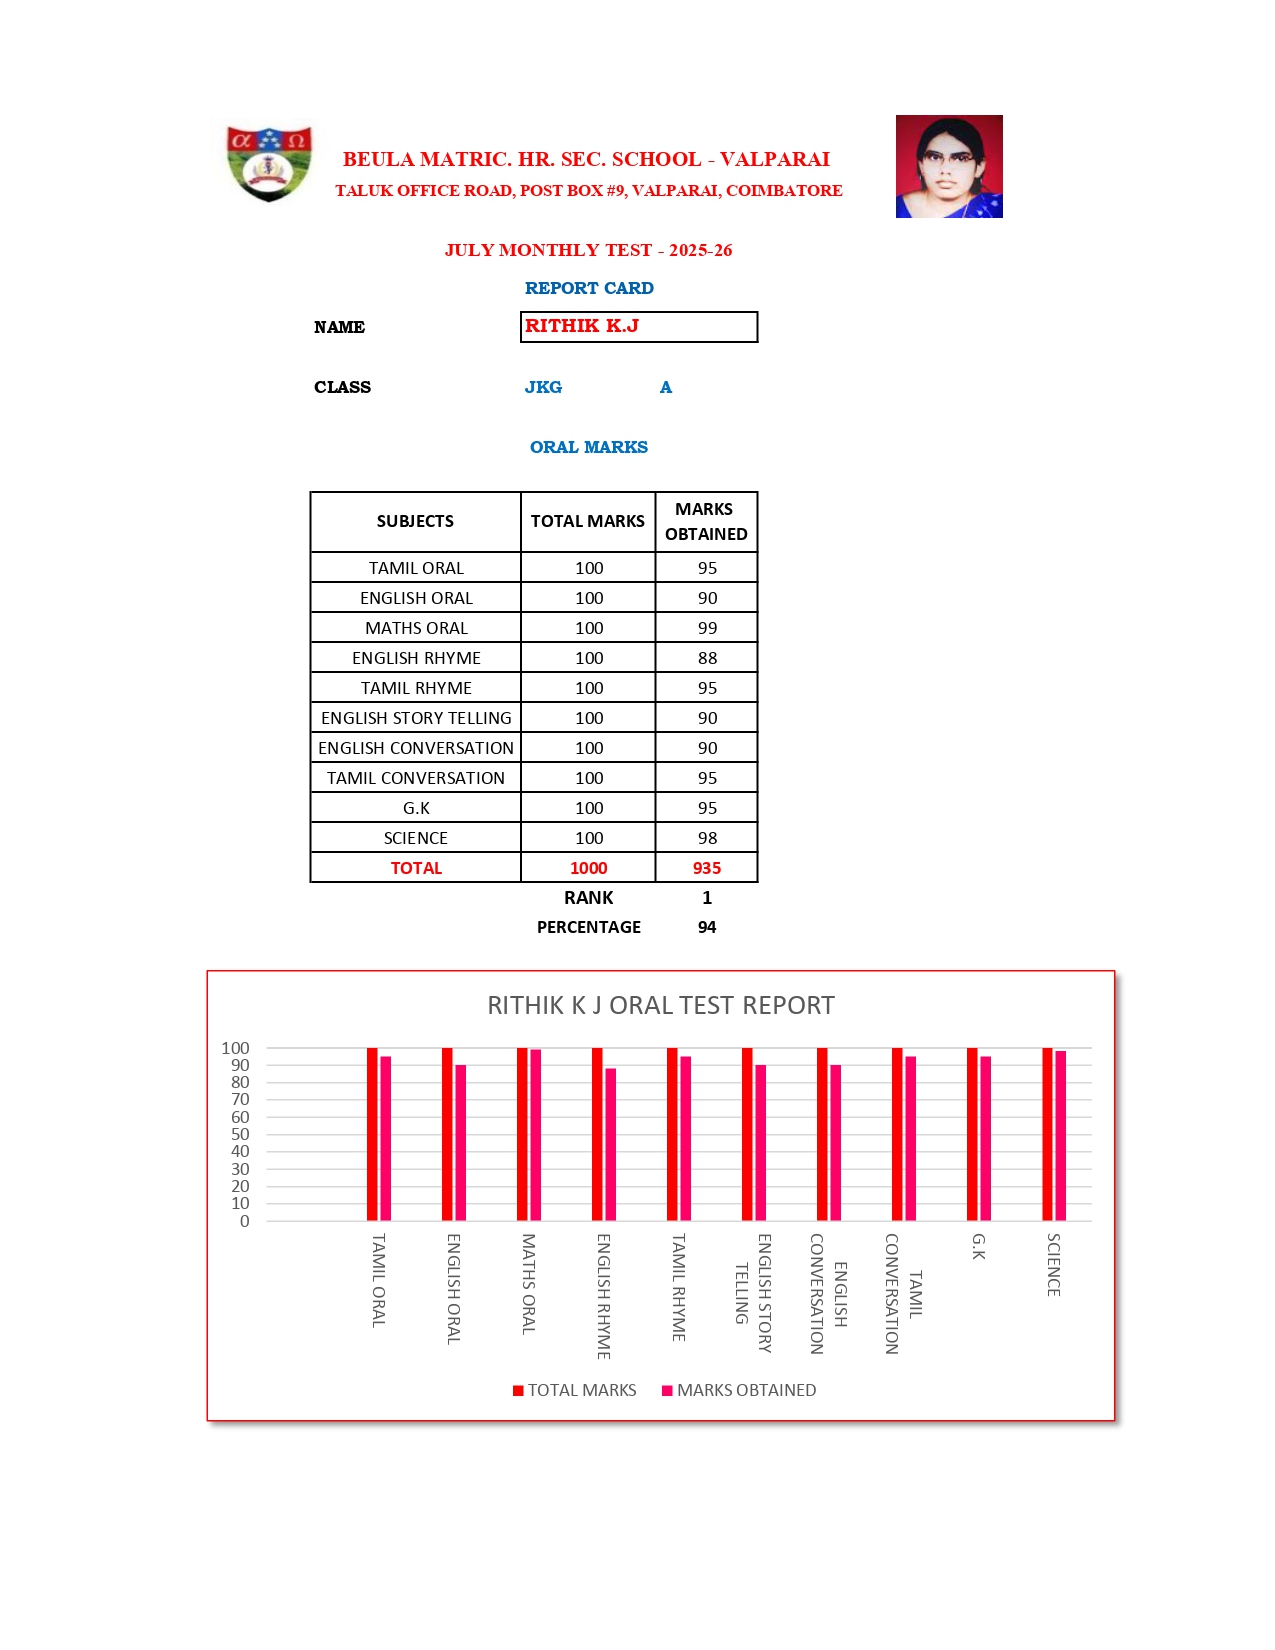 α Ω
BEULA MATRIC. HR. SEC. SCHOOL - VALPARAI
TALUK OFFICE ROAD, POST BOX #9, VALPARAI, COIMBATORE
JULY MONTHLY TEST - 2025-26
REPORT CARD
NAME RITHIK K.J
CLASS JKG A
ORAL MARKS
SUBJECTS TOTAL MARKS MARKS OBTAINED
TAMIL ORAL 100 95
ENGLISH ORAL 100 90
MATHS ORAL 100 99
ENGLISH RHYME 100 88
TAMIL RHYME 100 95
ENGLISH STORY TELLING 100 90
ENGLISH CONVERSATION 100 90
TAMIL CONVERSATION 100 95
G.K 100 95
SCIENCE 100 98
TOTAL 1000 935
RANK 1
PERCENTAGE 94
RITHIK K J ORAL TEST REPORT
100
90
80
70
60
50
40
30
20
10
0
TAMIL ORAL
ENGLISH ORAL
MATHS ORAL
ENGLISH RHYME
TAMIL RHYME
ENGLISH STORY
TELLING
ENGLISH
CONVERSATION
TAMIL
CONVERSATION
G.K
SCIENCE
TOTAL MARKS MARKS OBTAINED